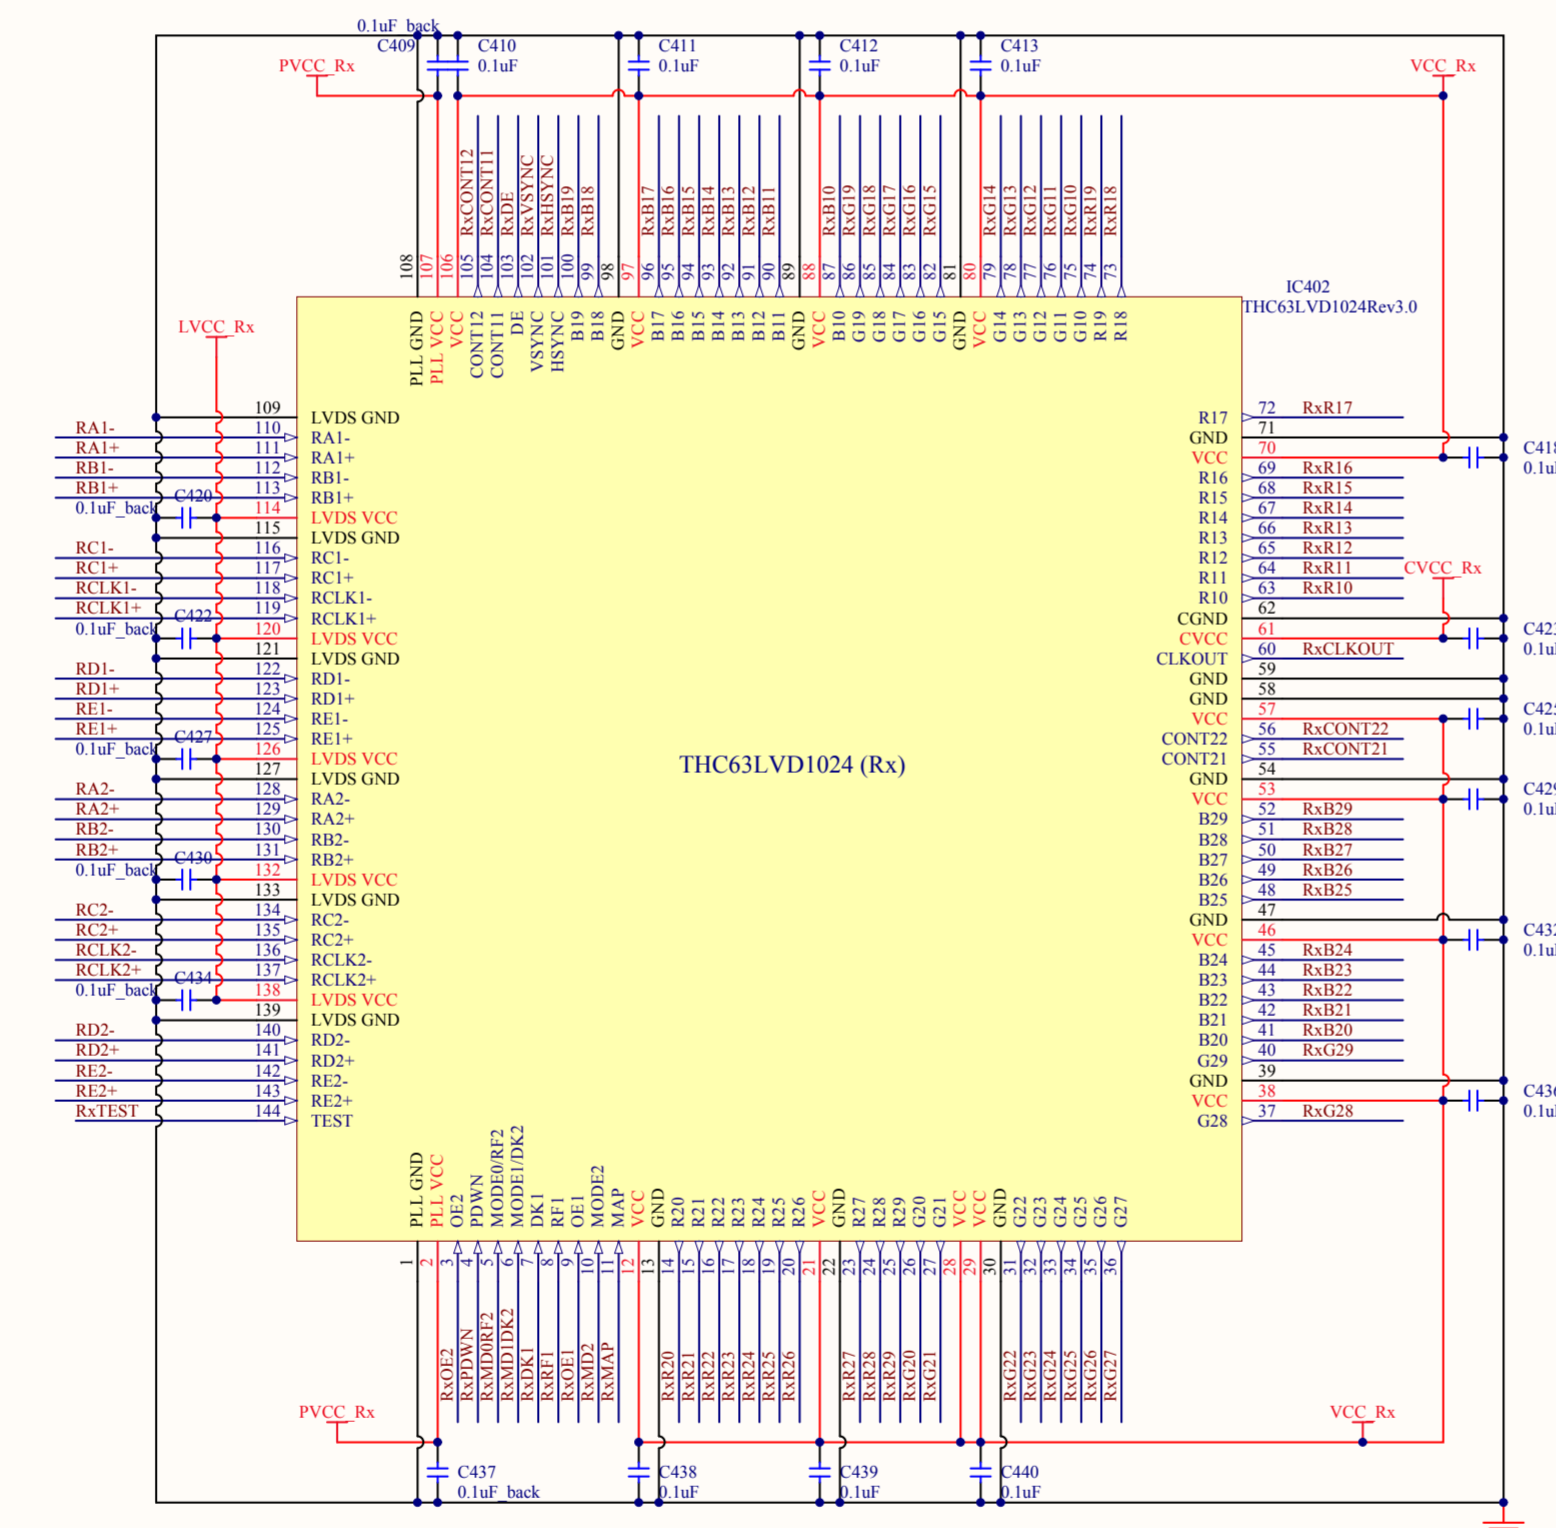 0.1uF_back
C409
C410
0.1uF
C411
0.1uF
C412
0.1uF
C413
0.1uF
PVCC_Rx
VCC_Rx
RxCONT12
RxCONT11
RxDE
RxVSYNC
RxHSYNC
RxB19
RxB18
RxB17
RxB16
RxB15
RxB14
RxB13
RxB12
RxB11
RxB10
RxG19
RxG18
RxG17
RxG16
RxG15
RxG14
RxG13
RxG12
RxG11
RxG10
RxR19
RxR18
108
107
106
105
104
103
102
101
100
99
98
97
96
95
94
93
92
91
90
89
88
87
86
85
84
83
82
81
80
79
78
77
76
75
74
73
IC402
THC63LVD1024Rev3.0
LVCC_Rx
PLL GND
PLL VCC
VCC
CONT12
CONT11
DE
VSYNC
HSYNC
B19
B18
GND
VCC
B17
B16
B15
B14
B13
B12
B11
GND
VCC
B10
G19
G18
G17
G16
G15
GND
VCC
G14
G13
G12
G11
G10
R19
R18
109 LVDS GND
RA1- 110 RA1-
RA1+ 111 RA1+
RB1- 112 RB1-
RB1+ 113 RB1+
0.1uF_back C420 114 LVDS VCC
115 LVDS GND
RC1- 116 RC1-
RC1+ 117 RC1+
RCLK1- 118 RCLK1-
RCLK1+ 119 RCLK1+
0.1uF_back C422 120 LVDS VCC
121 LVDS GND
RD1- 122 RD1-
RD1+ 123 RD1+
RE1- 124 RE1-
RE1+ 125 RE1+
0.1uF_back C427 126 LVDS VCC
127 LVDS GND
RA2- 128 RA2-
RA2+ 129 RA2+
RB2- 130 RB2-
RB2+ 131 RB2+
0.1uF_back C430 132 LVDS VCC
133 LVDS GND
RC2- 134 RC2-
RC2+ 135 RC2+
RCLK2- 136 RCLK2-
RCLK2+ 137 RCLK2+
0.1uF_back C434 138 LVDS VCC
139 LVDS GND
RD2- 140 RD2-
RD2+ 141 RD2+
RE2- 142 RE2-
RE2+ 143 RE2+
RxTEST 144 TEST
THC63LVD1024 (Rx)
R17 72 RxR17
GND 71
VCC 70
C418
R16 69 RxR16
R15 68 RxR15
R14 67 RxR14
R13 66 RxR13
R12 65 RxR12
R11 64 RxR11
CVCC_Rx
R10 63 RxR10
CGND 62
CVCC 61
CLKOUT 60 RxCLKOUT
GND 59
GND 58
VCC 57
CONT22 56 RxCONT22
CONT21 55 RxCONT21
GND 54
VCC 53
B29 52 RxB29
B28 51 RxB28
B27 50 RxB27
B26 49 RxB26
B25 48 RxB25
GND 47
VCC 46
B24 45 RxB24
B23 44 RxB23
B22 43 RxB22
B21 42 RxB21
B20 41 RxB20
G29 40 RxG29
GND 39
VCC 38
G28 37 RxG28
PLL GND
PLL VCC
OE2
PDWN
MODE0/RF2
MODE1/DK2
DK1
RF1
OE1
MODE2
MAP
VCC
GND
R20
R21
R22
R23
R24
R25
R26
VCC
GND
R27
R28
R29
G20
G21
VCC
VCC
GND
G22
G23
G24
G25
G26
G27
1
2
3
4
5
6
7
8
9
10
11
12
13
14
15
16
17
18
19
20
21
22
23
24
25
26
27
28
29
30
31
32
33
34
35
36
RxOE2
RxPDWN
RxMD0RF2
RxMD1DK2
RxDK1
RxRF1
RxOE1
RxMD2
RxMAP
RxR20
RxR21
RxR22
RxR23
RxR24
RxR25
RxR26
RxR27
RxR28
RxR29
RxG20
RxG21
RxG22
RxG23
RxG24
RxG25
RxG26
RxG27
PVCC_Rx
VCC_Rx
C437
0.1uF_back
C438
0.1uF
C439
0.1uF
C440
0.1uF